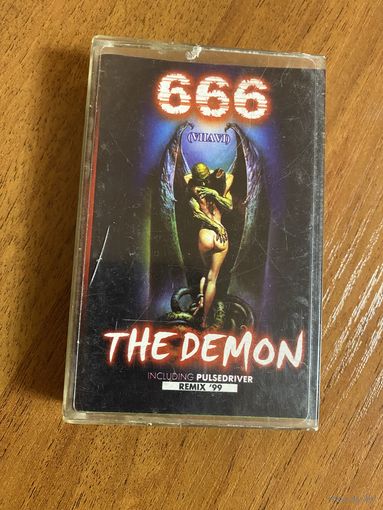 666
THE DEMON
INCLUDING PULSEDRIVER
REMIX '99